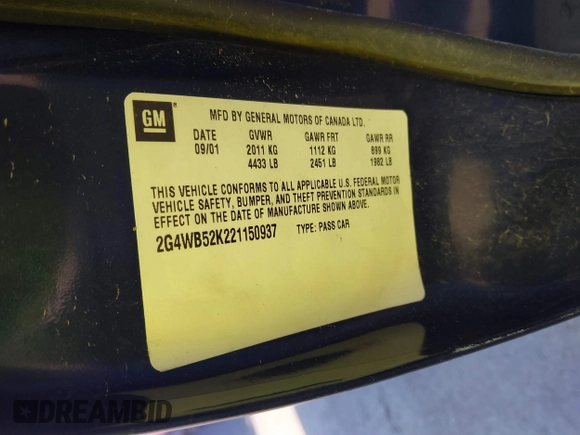 GM
MFD BY GENERAL MOTORS OF CANADA LTD.
DATE GVWR GAWR FRT GAWR RR
09/01 2011 KG 1112 KG 899 KG
4433 LB 2451 LB 1982 LB
THIS VEHICLE CONFORMS TO ALL APPLICABLE U.S. FEDERAL MOTOR
VEHICLE SAFETY, BUMPER, AND THEFT PREVENTION STANDARDS IN
EFFECT ON THE DATE OF MANUFACTURE SHOWN ABOVE.
2G4WB52K221150937 TYPE: PASS CAR
DREAMBID